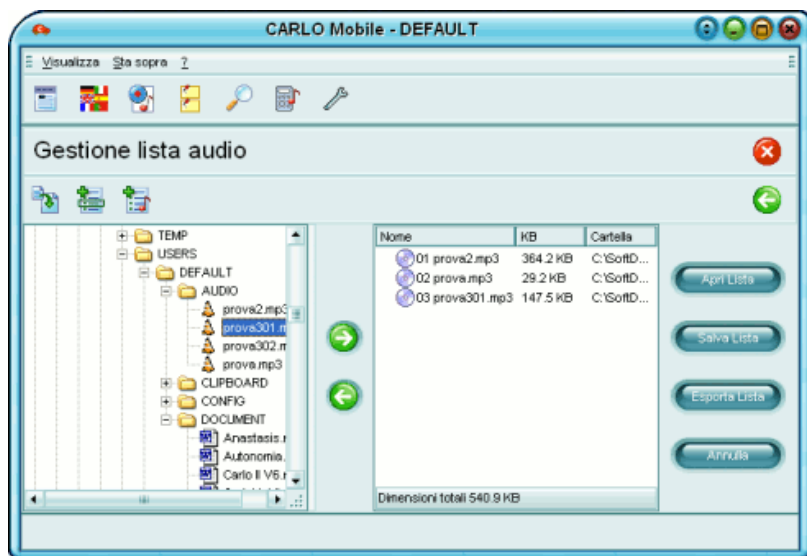 CARLO Mobile - DEFAULT
Visualizza Sta sopra ?
Gestione lista audio
TEMP
USERS
DEFAULT
AUDIO
prova2.mp3
prova301.m
prova302.m
prova.mp3
CLIPBOARD
CONFIG
DOCUMENT
Anastasis.r
Autonomia.
Carlo II V6.r
Nome KB Cartella
01 prova2.mp3 364.2 KB C:\SoftD...
02 prova.mp3 29.2 KB C:\SoftD...
03 prova301.mp3 147.5 KB C:\SoftD...
Dimensioni totali 540.9 KB
Apri Lista
Salva Lista
Esporta Lista
Annulla